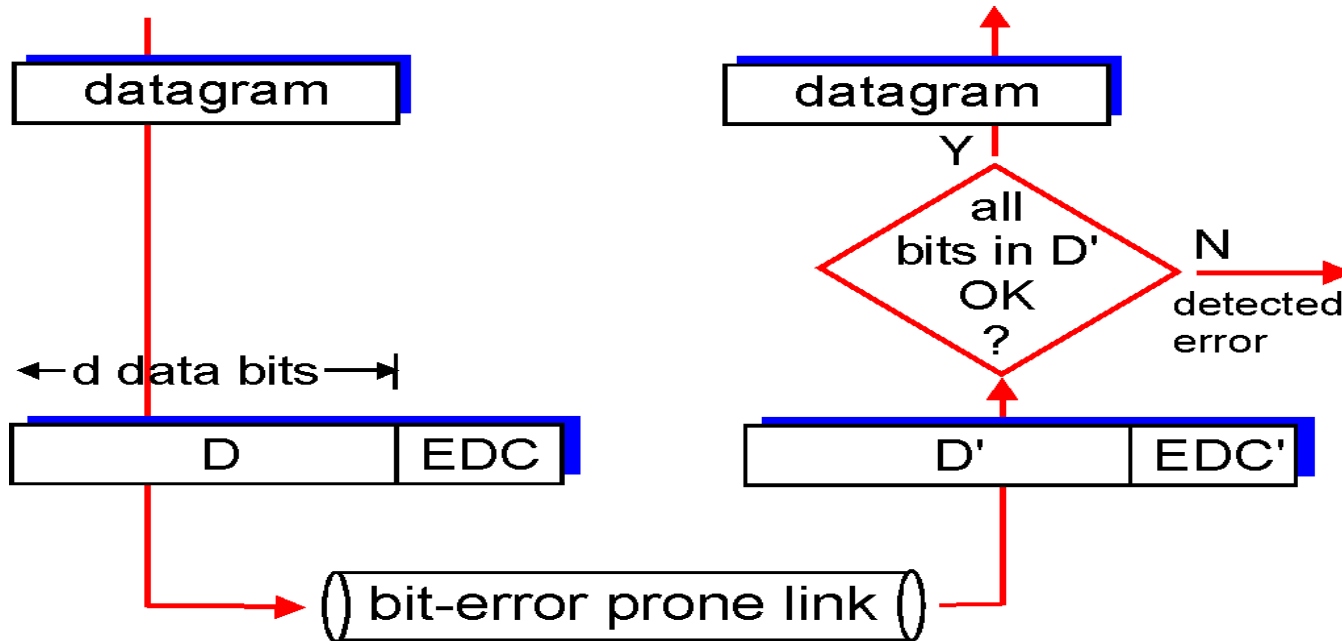 datagram
d data bits
D
EDC
bit-error prone link
D'
EDC'
all
bits in D'
OK
?
Y
N
detected
error
datagram